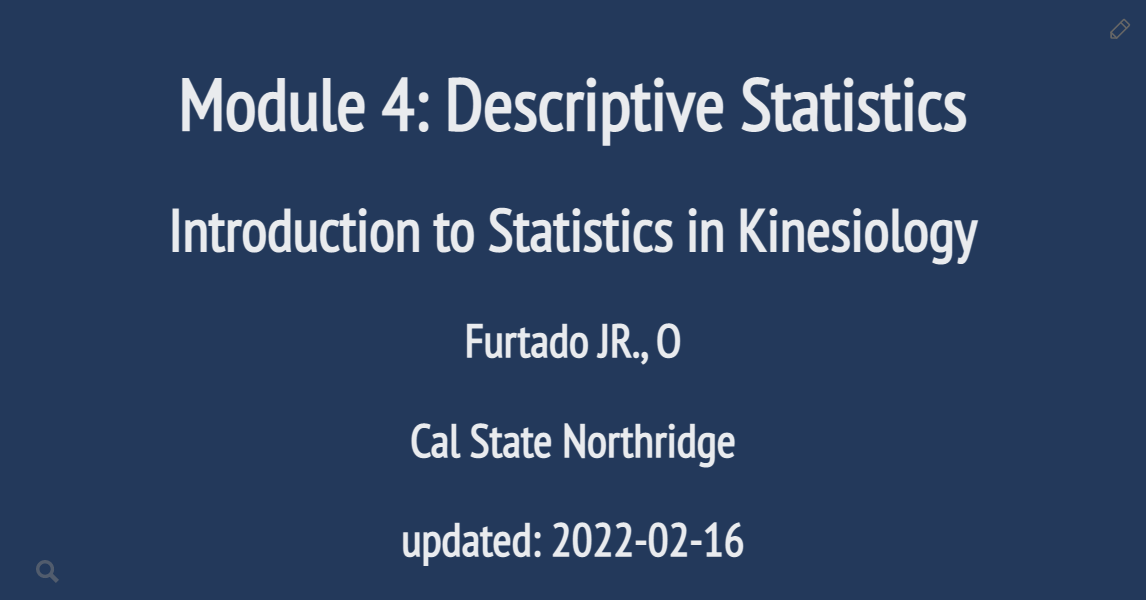 Module 4: Descriptive Statistics
Introduction to Statistics in Kinesiology
Furtado JR., O
Cal State Northridge
updated: 2022-02-16